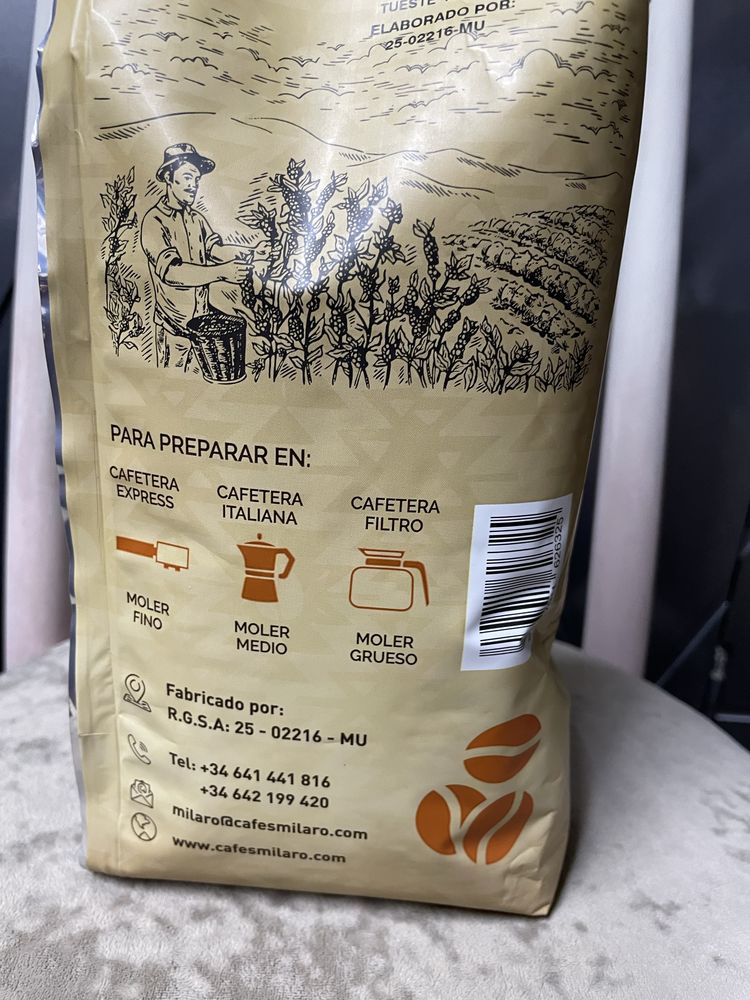 TUESTE
ELABORADO POR:
25-02216-MU
PARA PREPARAR EN:
CAFETERA
EXPRESS
MOLER
FINO
CAFETERA
ITALIANA
MOLER
MEDIO
CAFETERA
FILTRO
MOLER
GRUESO
626325
Fabricado por:
R.G.S.A: 25 - 02216 - MU
Tel: +34 641 441 816
+34 642 199 420
milaro@cafesmilaro.com
www.cafesmilaro.com